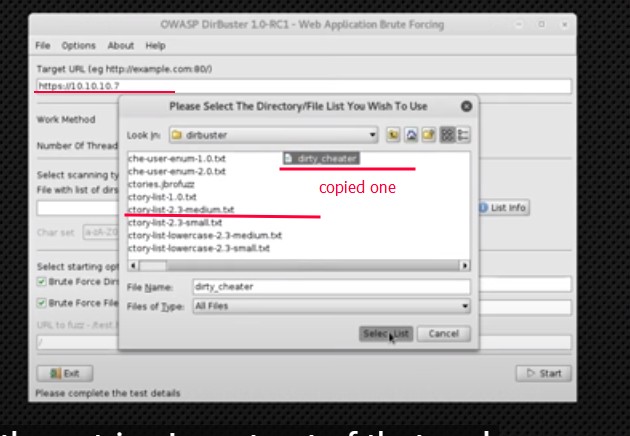 OWASP DirBuster 1.0-RC1 - Web Application Brute Forcing
File Options About Help
Target URL (eg http://example.com:80/)
https://10.10.10.7
Please Select The Directory/File List You Wish To Use
Work Method
Look In: dirbuster
Number Of Thread
che-user-enum-1.0.txt dirty_cheater
che-user-enum-2.0.txt
ctories.jbrofuzz
copied one
ctory-list-1.0.txt
ctory-list-2.3-medium.txt
ctory-list-2.3-small.txt
ctory-list-lowercase-2.3-medium.txt
ctory-list-lowercase-2.3-small.txt
Select scanning ty
File with list of dirs
List Info
Char set
Select starting opt
Brute Force Dirs
File Name: dirty_cheater
Brute Force File
Files of Type: All Files
URL to fuzz - /test.
/
Select List Cancel
Exit Start
Please complete the test details